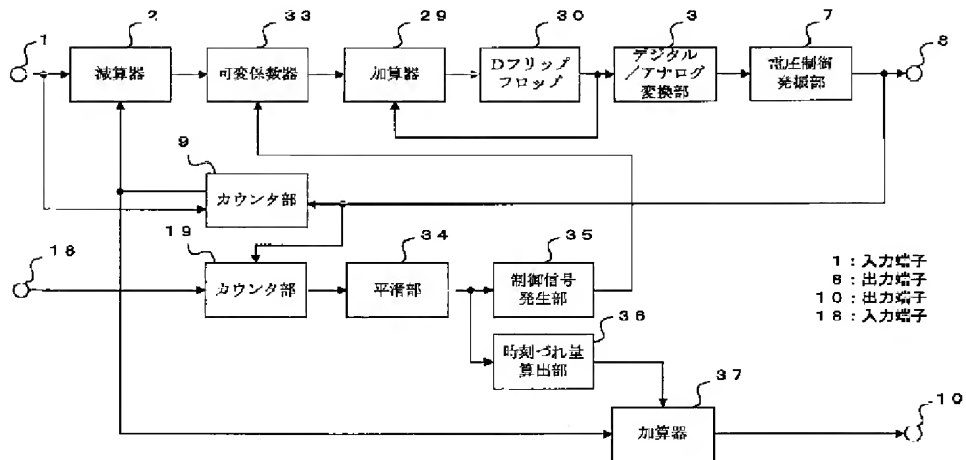 2
33
29
30
3
7
1
8
減算器
可変係数器
加算器
Dフリップ
フロップ
デジタル
/アナログ
変換部
電圧制御
発振部
9
カウンタ部
18
19
34
35
カウンタ部
平滑部
制御信号
発生部
1：入力端子
8：出力端子
10：出力端子
18：入力端子
36
時刻づれ量
算出部
37
10
加算器